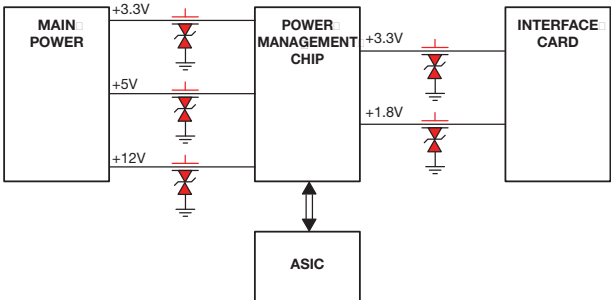 MAIN
POWER
+3.3V
+5V
+12V
POWER
MANAGEMENT
CHIP
+3.3V
+1.8V
INTERFACE
CARD
ASIC